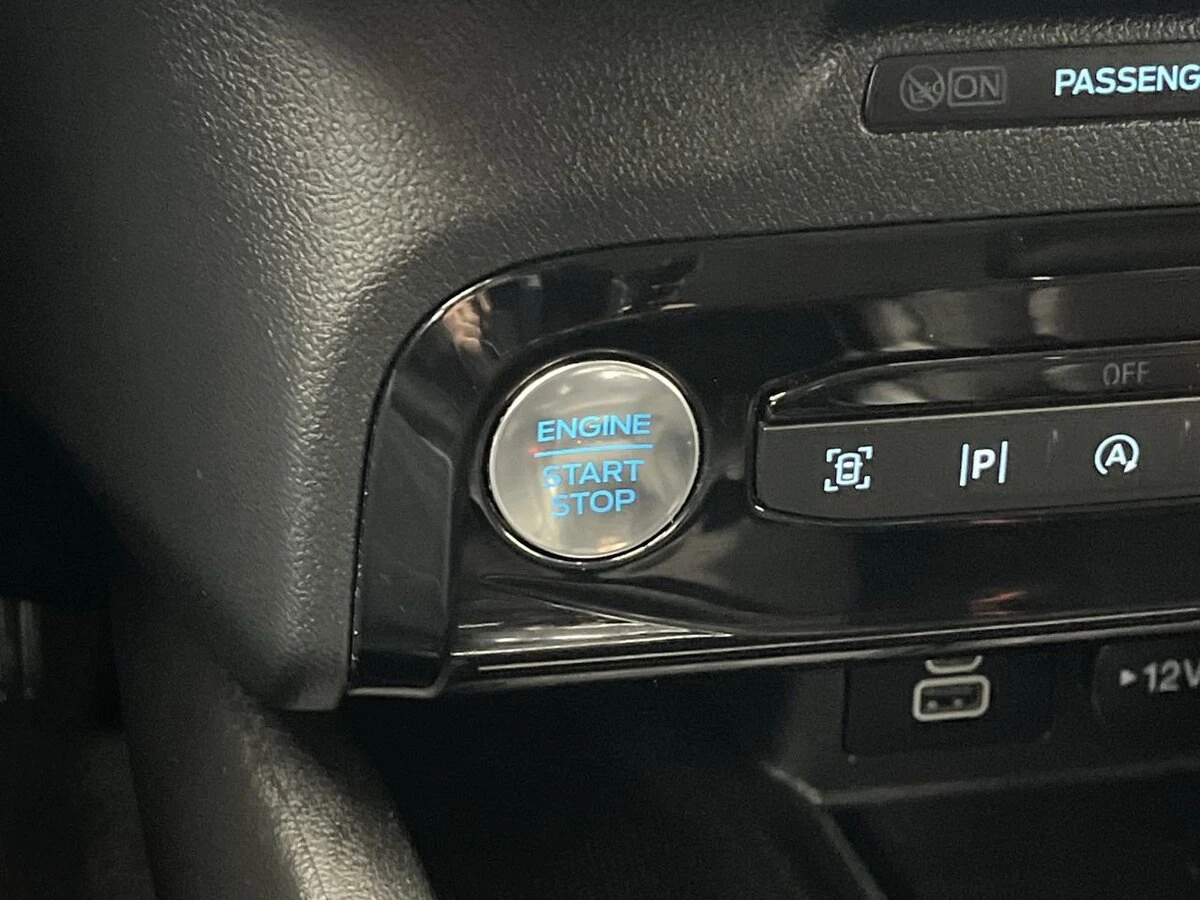 ON
PASSENG
OFF
ENGINE
START
STOP
|P|
A
12V